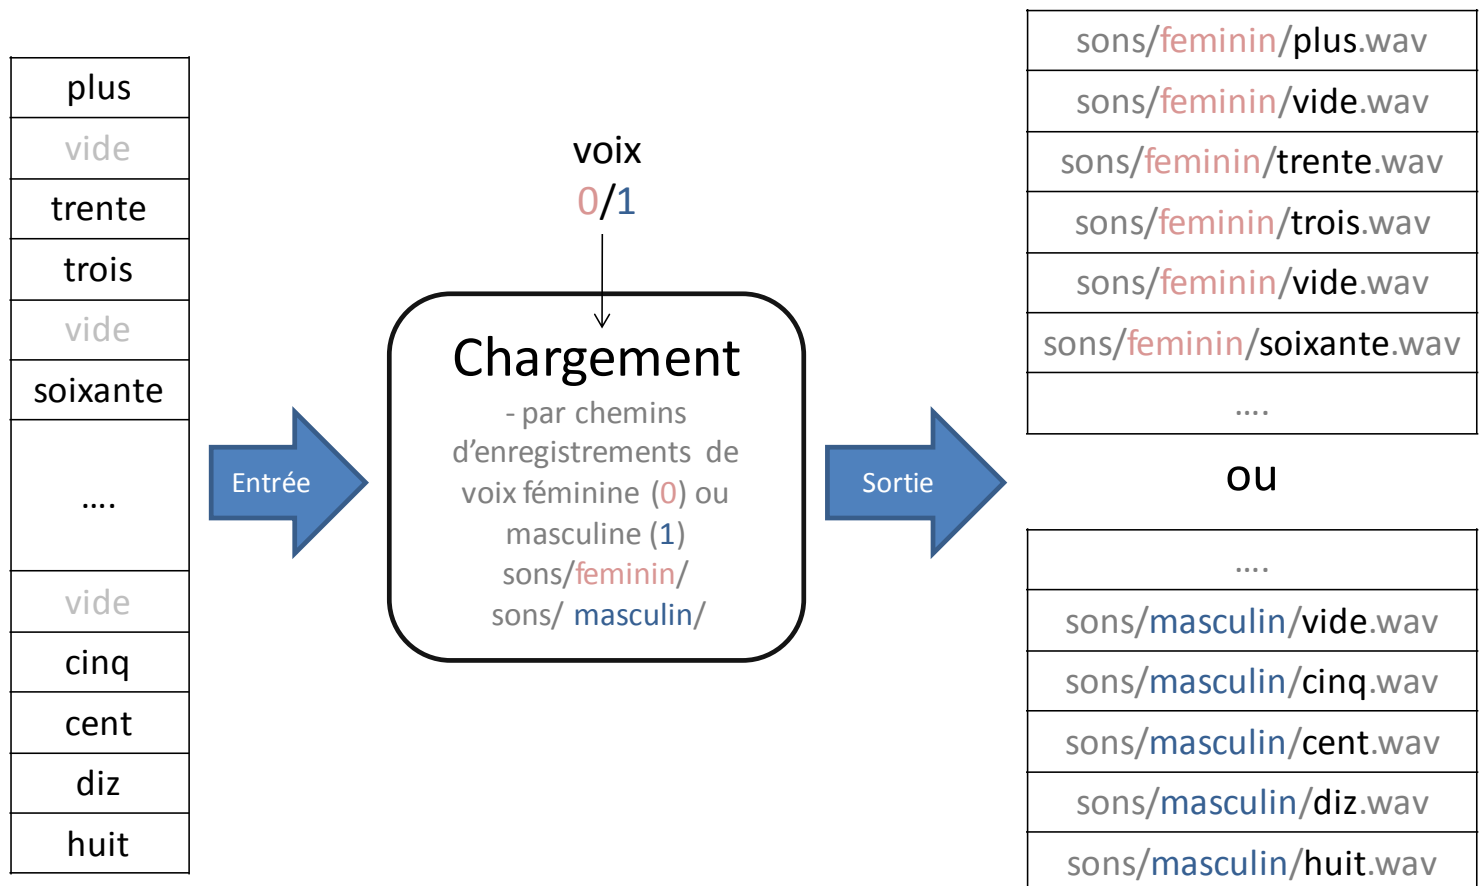 plus
vide
trente
trois
vide
soixante
....
vide
cinq
cent
diz
huit
Entrée
voix
0/1
Chargement
- par chemins
d'enregistrements de
voix féminine (0) ou
masculine (1)
sons/feminin/
sons/ masculin/
Sortie
sons/feminin/plus.wav
sons/feminin/vide.wav
sons/feminin/trente.wav
sons/feminin/trois.wav
sons/feminin/vide.wav
sons/feminin/soixante.wav
....
ou
....
sons/masculin/vide.wav
sons/masculin/cinq.wav
sons/masculin/cent.wav
sons/masculin/diz.wav
sons/masculin/huit.wav